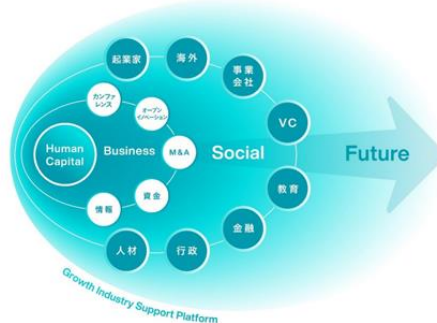 起業家
海外
事業
会社
カンファ
レンス
オープン
イノベーション
VC
Human
Capital
Business
M&A
Social
Future
情報
資金
教育
金融
人材
行政
Growth Industry Support Platform